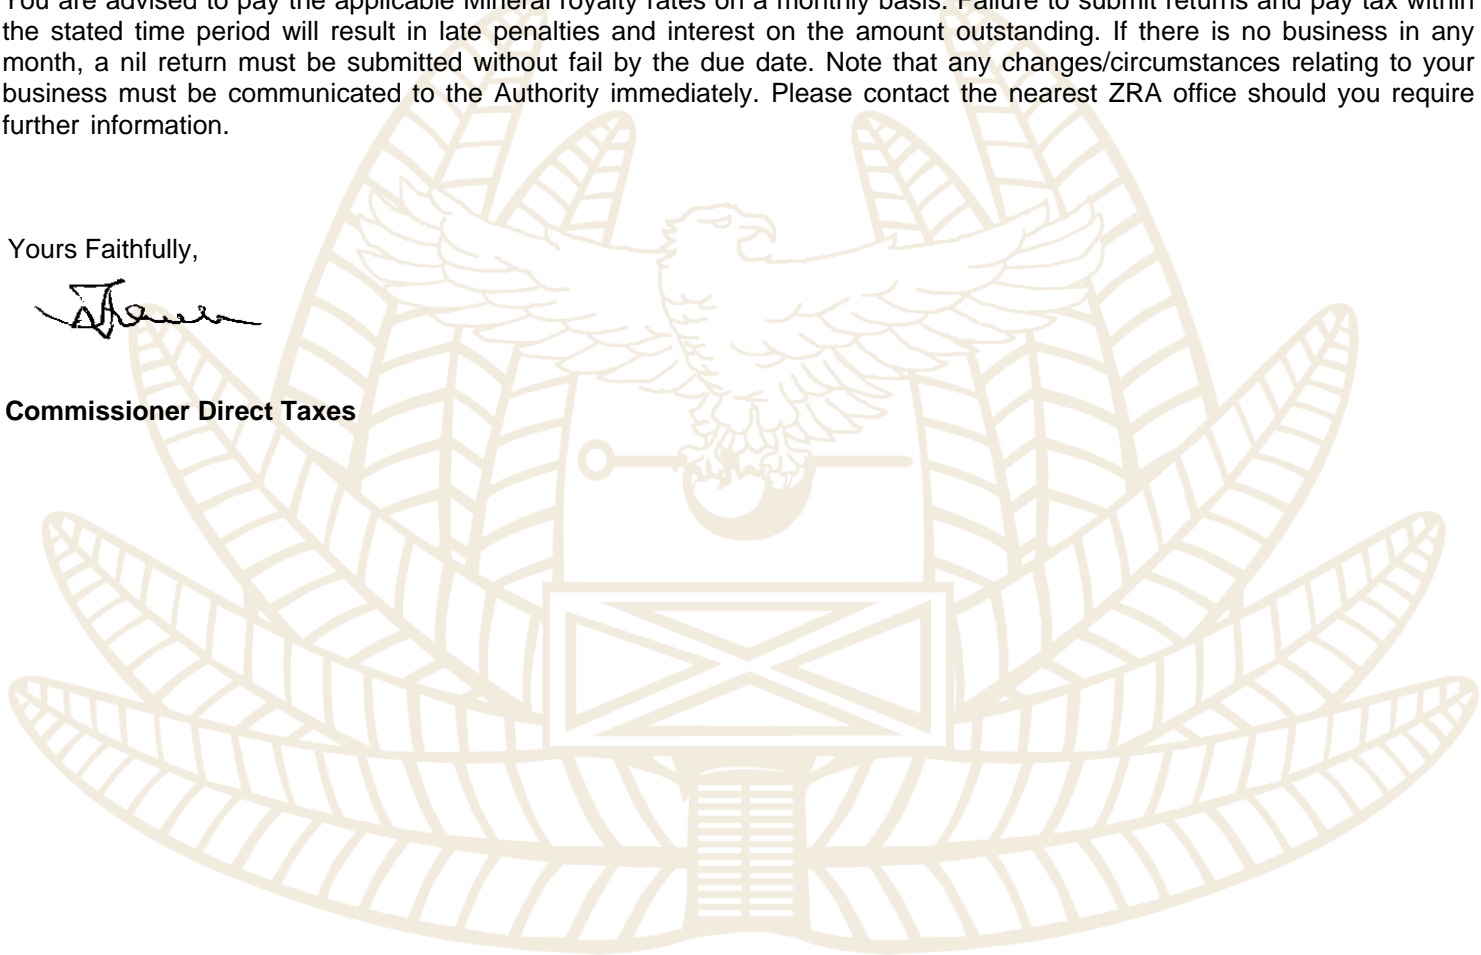 You are advised to pay the applicable Mineral royalty rates on a monthly basis. Failure to submit returns and pay tax within
the stated time period will result in late penalties and interest on the amount outstanding. If there is no business in any
month, a nil return must be submitted without fail by the due date. Note that any changes/circumstances relating to your
business must be communicated to the Authority immediately. Please contact the nearest ZRA office should you require
further information.
Yours Faithfully,
Commissioner Direct Taxes